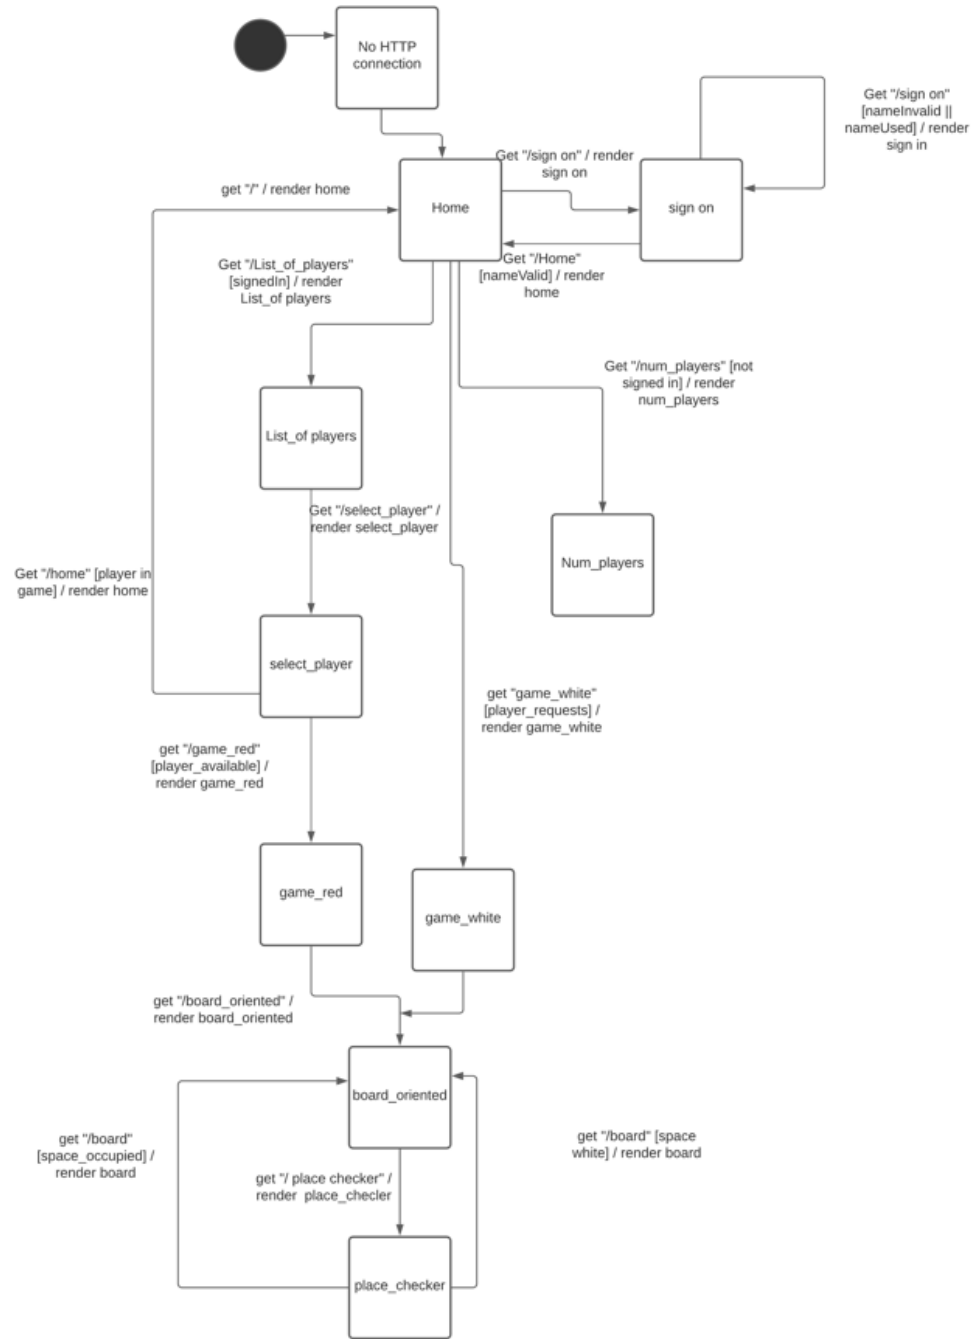 No HTTP
connection
Get "/sign on"
[nameInvalid ||
nameUsed] / render
sign in
Get "/sign on" / render
sign on
get "/" / render home
Home
sign on
Get "/Home"
[nameValid] / render
home
Get "/List_of_players"
[signedIn] / render
List_of players
Get "/num_players" [not
signed in] / render
num_players
List_of players
Get "/select_player" /
render select_player
Num_players
Get "/home" [player in
game] / render home
select_player
get "game_white"
[player_requests] /
render game_white
get "/game_red"
[player_available] /
render game_red
game_red
game_white
get "/board_oriented" /
render board_oriented
board_oriented
get "/board"
[space_occupied] /
render board
get "/board" [space
white] / render board
get "/ place checker" /
render place_checler
place_checker